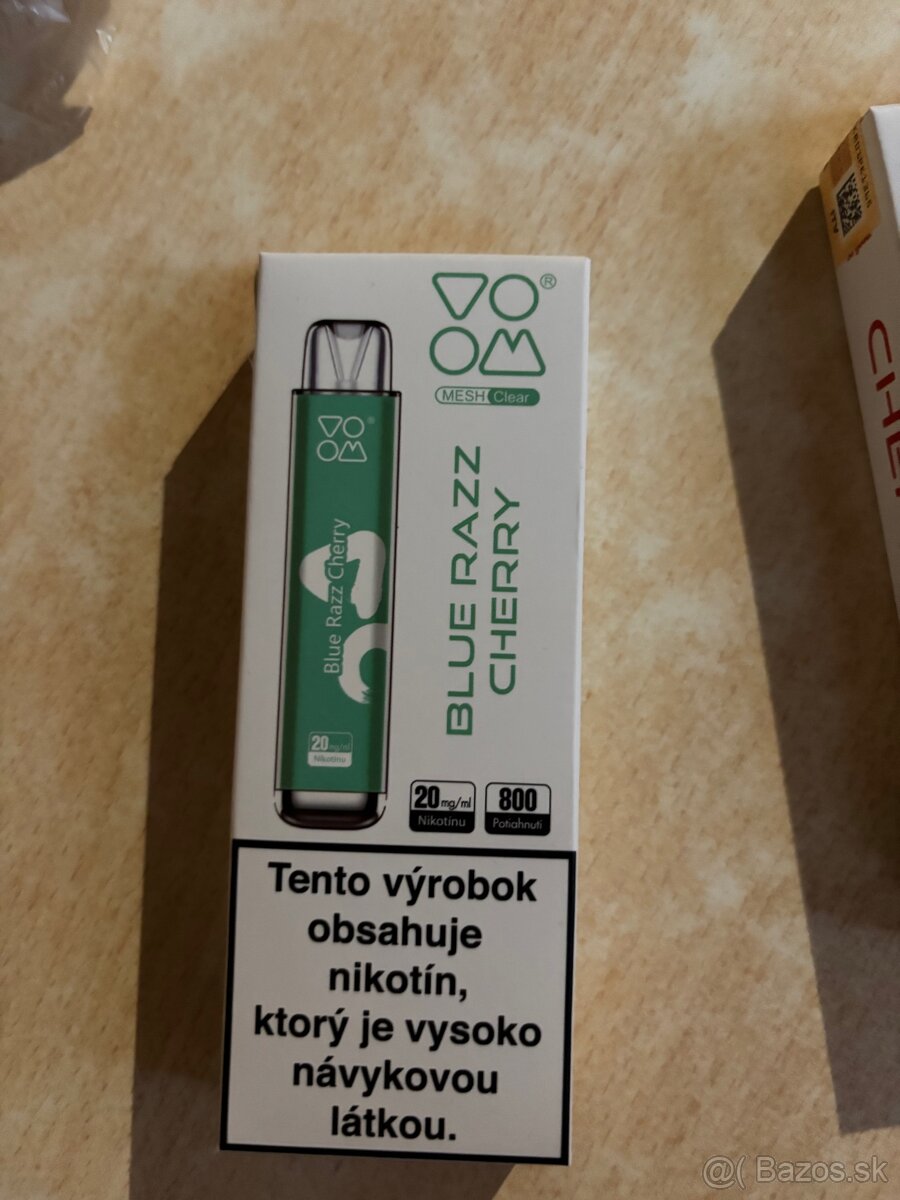 VOOM®
MESH Clear
BLUE RAZZ
CHERRY
VOOM®
Blue Razz Cherry
20 mg/ml
Nikotínu
20 mg/ml
Nikotínu
800
Potiahnutí
Tento výrobok
obsahuje
nikotín,
ktorý je vysoko
návykovou
látkou.
@( Bazos.sk